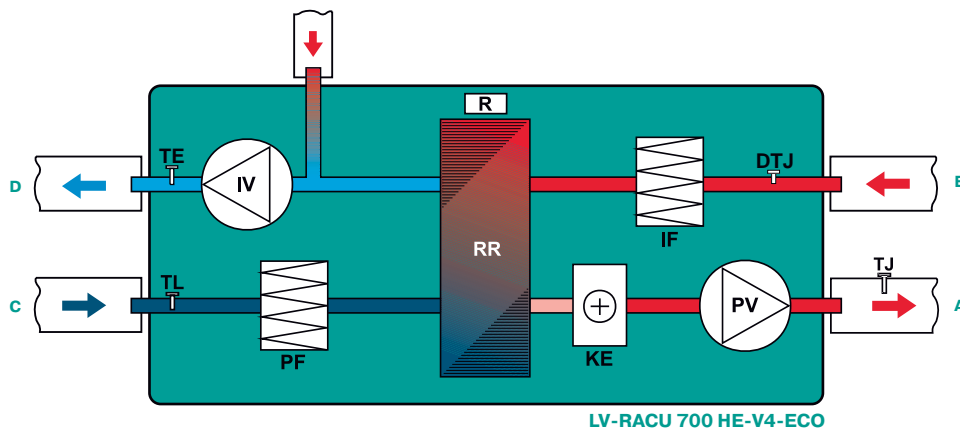 R
TE
IV
D
DTJ
IF
RR
TL
C
PF
KE
PV
TJ
LV-RACU 700 HE-V4-ECO